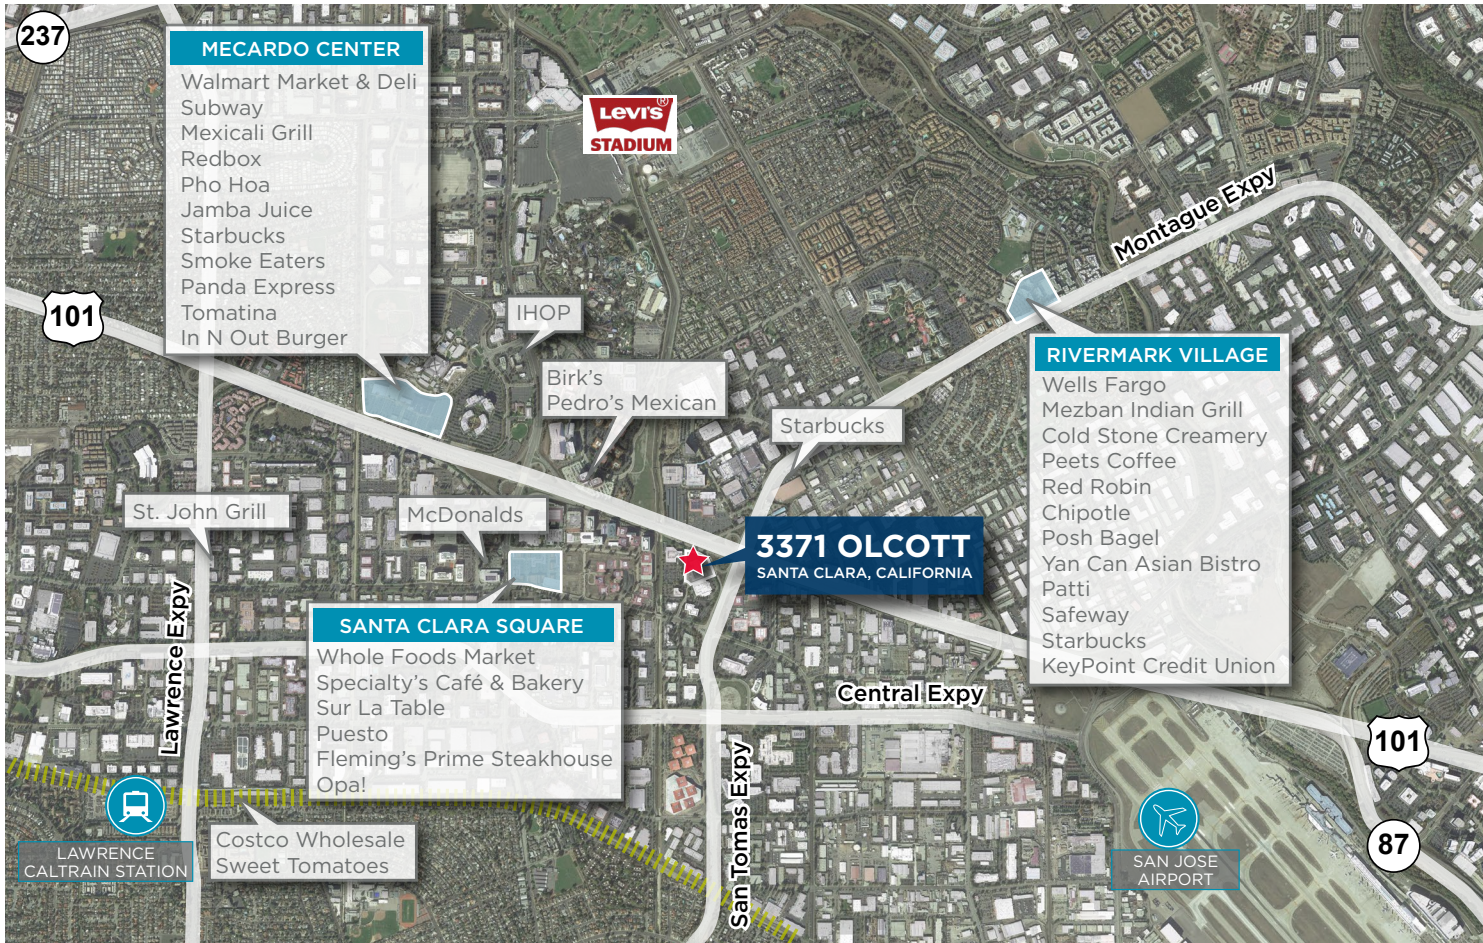 237
MECARDO CENTER
Walmart Market & Deli
Subway
Mexicali Grill
Redbox
Pho Hoa
Jamba Juice
Starbucks
Smoke Eaters
Panda Express
Tomatina
In N Out Burger
LEVI'S®
STADIUM
Montague Expy
101
IHOP
Birk's
Pedro's Mexican
Starbucks
RIVERMARK VILLAGE
Wells Fargo
Mezban Indian Grill
Cold Stone Creamery
Peets Coffee
Red Robin
Chipotle
Posh Bagel
Yan Can Asian Bistro
Patti
Safeway
Starbucks
KeyPoint Credit Union
St. John Grill
McDonalds
3371 OLCOTT
SANTA CLARA, CALIFORNIA
Lawrence Expy
SANTA CLARA SQUARE
Whole Foods Market
Specialty's Café & Bakery
Sur La Table
Puesto
Fleming's Prime Steakhouse
Opa!
Central Expy
San Tomas Expy
101
LAWRENCE
CALTRAIN STATION
Costco Wholesale
Sweet Tomatoes
SAN JOSE
AIRPORT
87